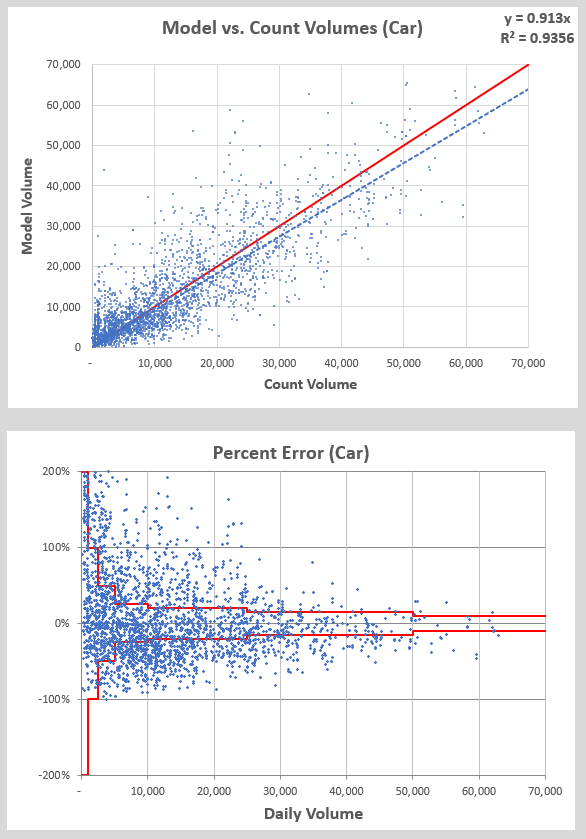 Model vs. Count Volumes (Car)
y = 0.913x
R² = 0.9356
70,000
60,000
50,000
40,000
30,000
20,000
10,000
0
Model Volume
- 10,000 20,000 30,000 40,000 50,000 60,000 70,000
Count Volume
Percent Error (Car)
200%
100%
0%
-100%
-200%
- 10,000 20,000 30,000 40,000 50,000 60,000 70,000
Daily Volume